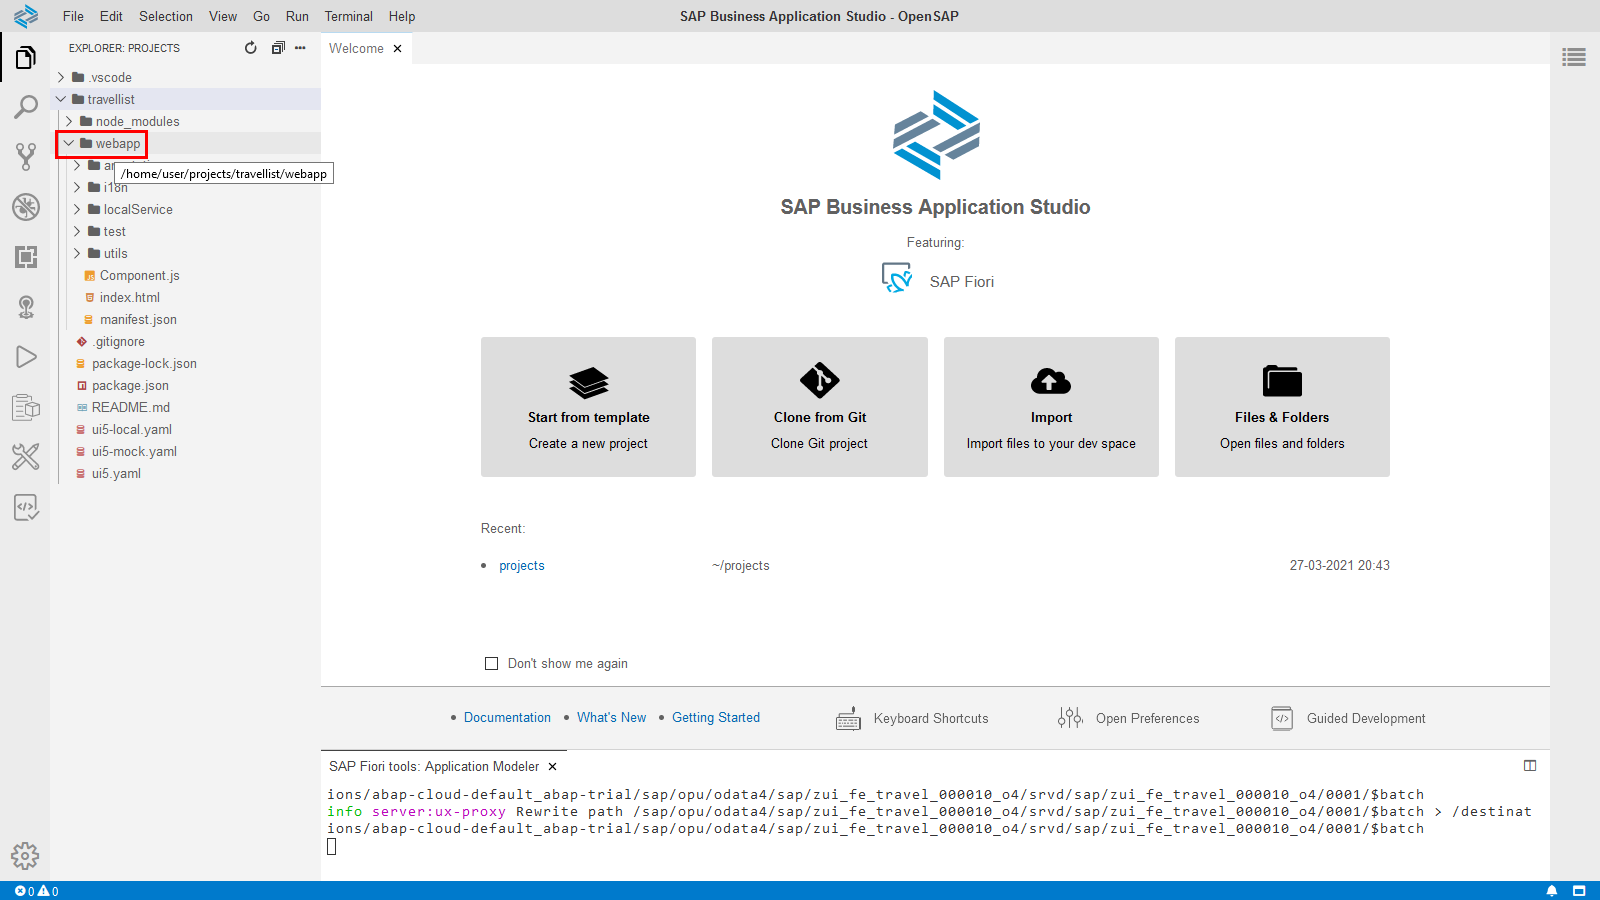 File Edit Selection View Go Run Terminal Help
SAP Business Application Studio - OpenSAP
EXPLORER: PROJECTS
.vscode
travellist
node_modules
webapp
/home/user/projects/travellist/webapp
i18n
localService
test
utils
Component.js
index.html
manifest.json
.gitignore
package-lock.json
package.json
README.md
ui5-local.yaml
ui5-mock.yaml
ui5.yaml
Welcome
SAP Business Application Studio
Featuring:
SAP Fiori
Start from template
Create a new project
Clone from Git
Clone Git project
Import
Import files to your dev space
Files & Folders
Open files and folders
Recent:
projects ~/projects 27-03-2021 20:43
Don't show me again
Documentation What's New Getting Started Keyboard Shortcuts Open Preferences Guided Development
SAP Fiori tools: Application Modeler
ions/abap-cloud-default_abap-trial/sap/opu/odata4/sap/zui_fe_travel_000010_o4/srvd/sap/zui_fe_travel_000010_o4/0001/$batch
info server:ux-proxy Rewrite path /sap/opu/odata4/sap/zui_fe_travel_000010_o4/srvd/sap/zui_fe_travel_000010_o4/0001/$batch > /destinat
ions/abap-cloud-default_abap-trial/sap/opu/odata4/sap/zui_fe_travel_000010_o4/srvd/sap/zui_fe_travel_000010_o4/0001/$batch
0 0